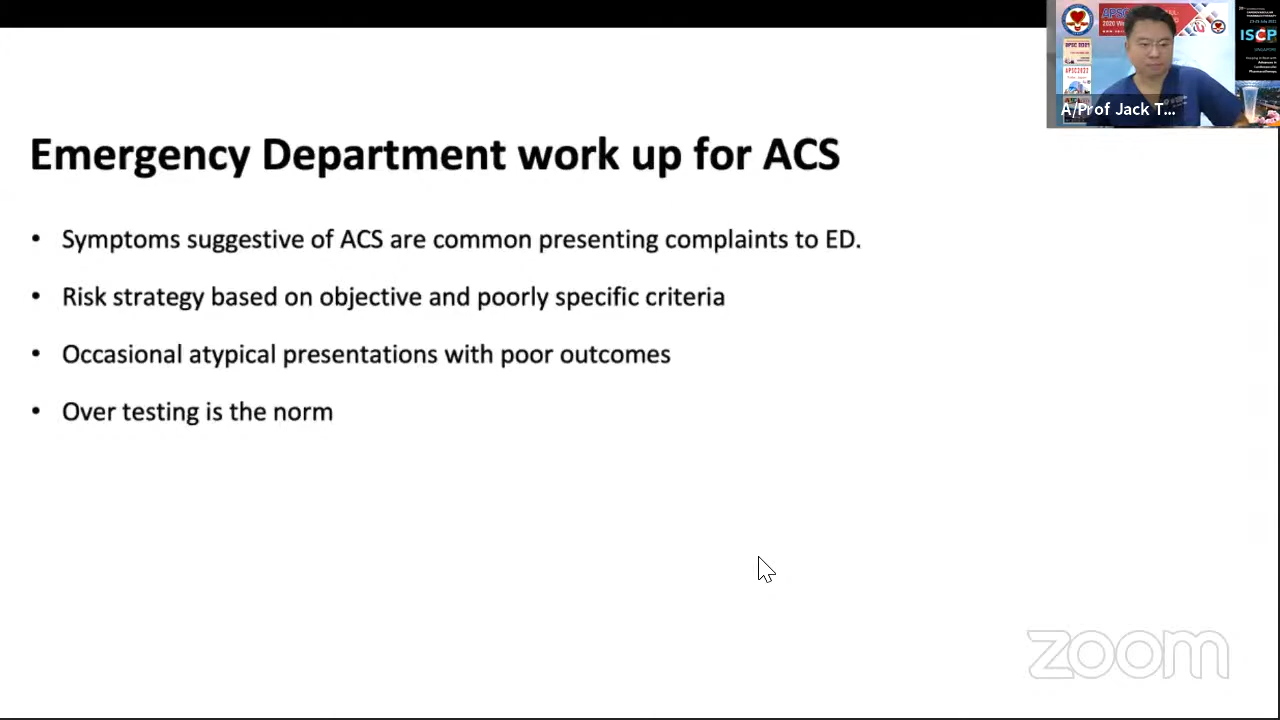 Emergency Department work up for ACS
• Symptoms suggestive of ACS are common presenting complaints to ED.
• Risk strategy based on objective and poorly specific criteria
• Occasional atypical presentations with poor outcomes
• Over testing is the norm
ISCP
A/Prof Jack T...
zoom